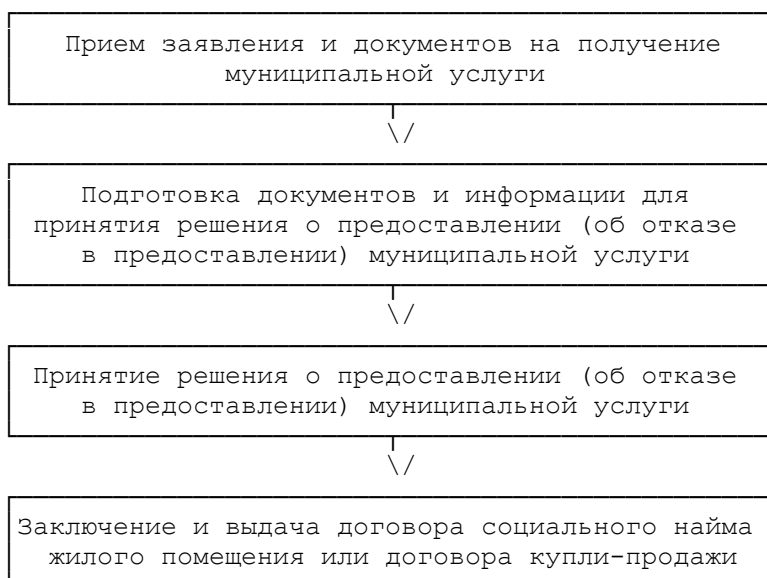 Прием заявления и документов на получение
муниципальной услуги
\/
Подготовка документов и информации для
принятия решения о предоставлении (об отказе
в предоставлении) муниципальной услуги
\/
Принятие решения о предоставлении (об отказе
в предоставлении) муниципальной услуги
\/
Заключение и выдача договора социального найма
жилого помещения или договора купли-продажи